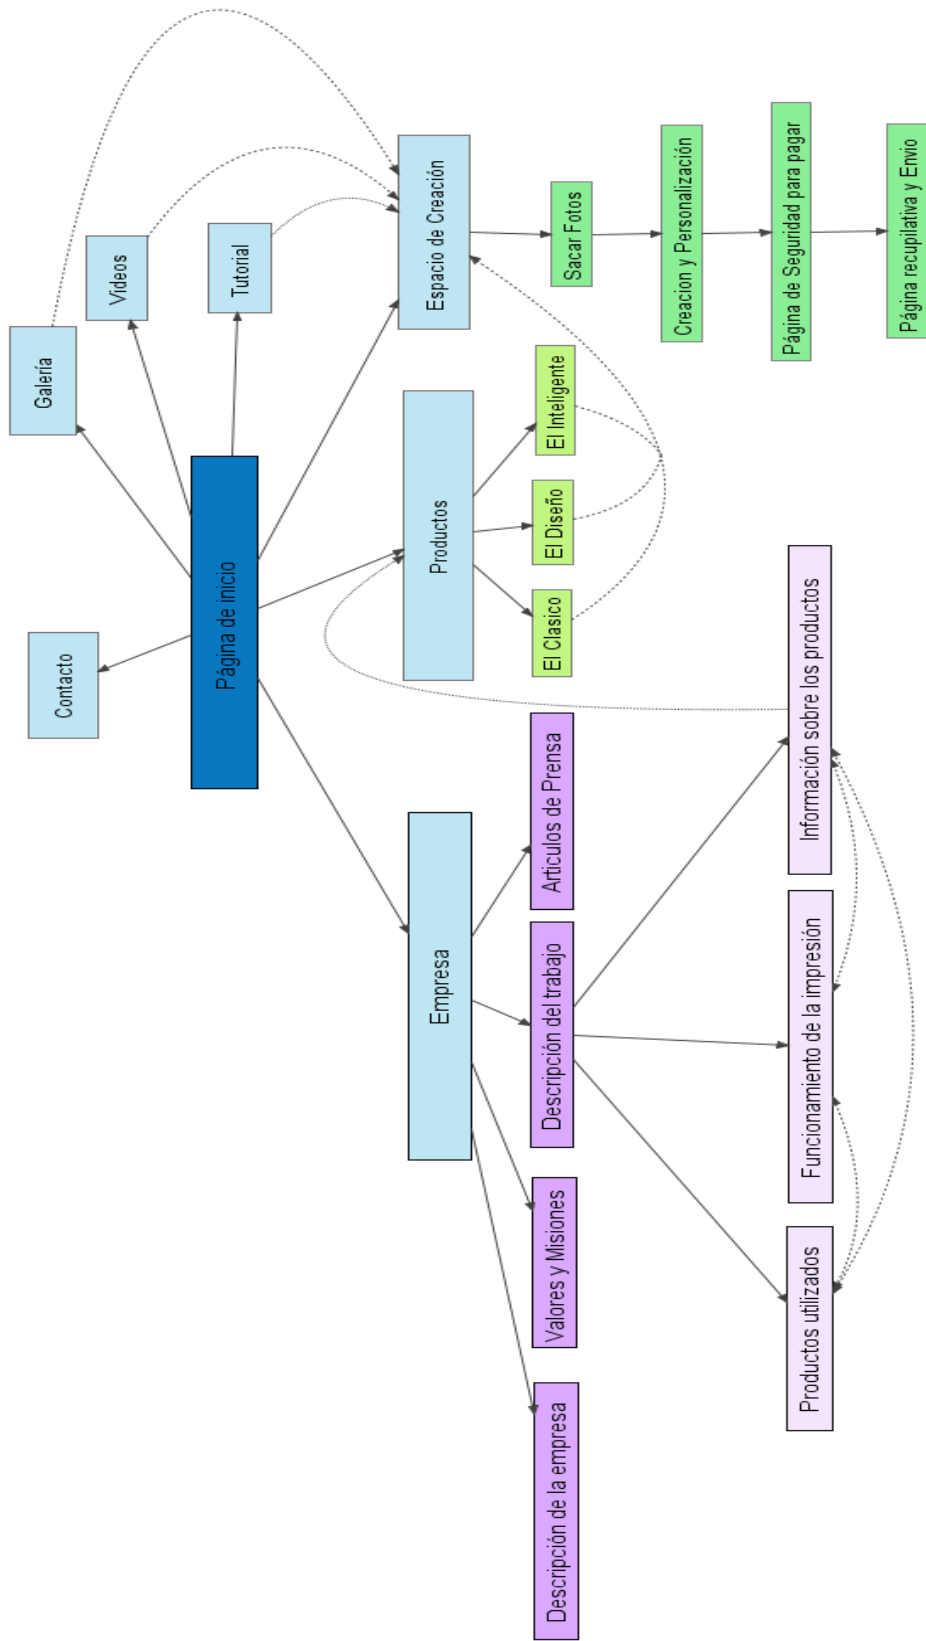 Galería
Videos
Tutorial
Contacto
Página de inicio
Espacio de Creación
Productos
Empresa
Sacar Fotos
El Inteligente
El Diseño
El Clasico
Articulos de Prensa
Descripción del trabajo
Valores y Misiones
Descripción de la empresa
Creacion y Personalización
Página de Seguridad para pagar
Información sobre los productos
Funcionamiento de la impresión
Productos utilizados
Página recupilativa y Envio